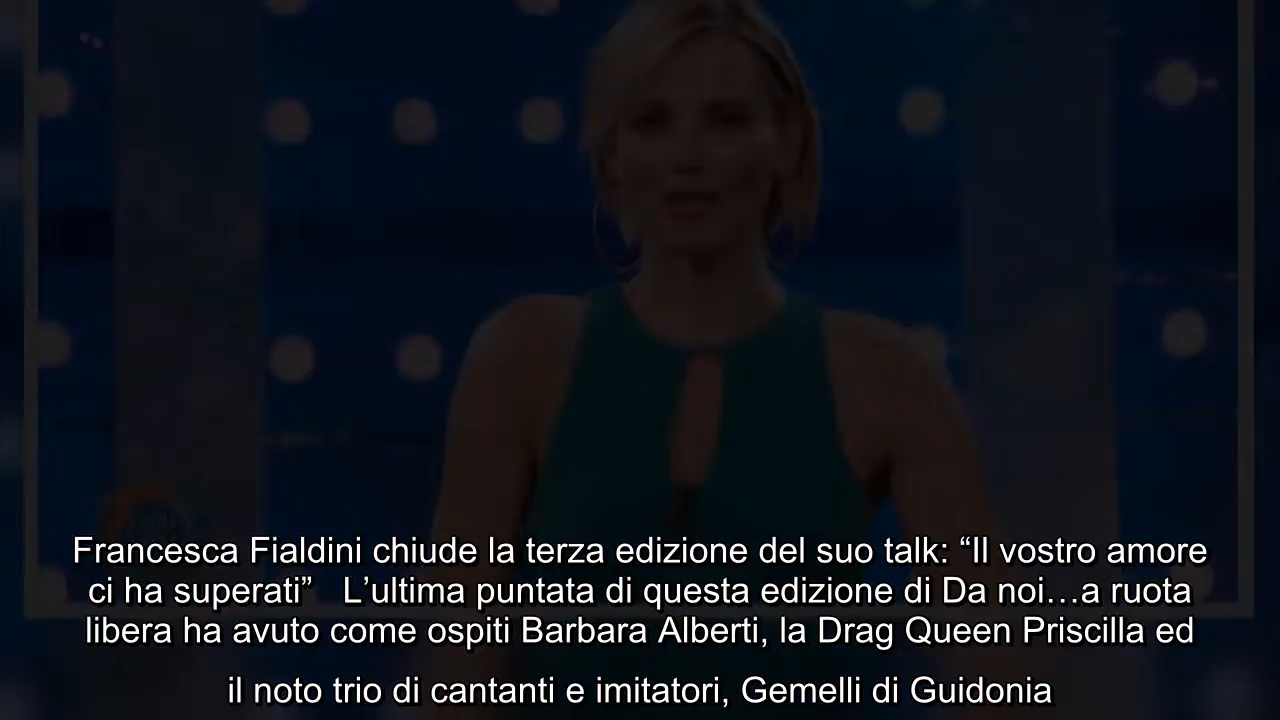 Francesca Fialdini chiude la terza edizione del suo talk: “Il vostro amore
ci ha superati”   L’ultima puntata di questa edizione di Da noi…a ruota
libera ha avuto come ospiti Barbara Alberti, la Drag Queen Priscilla ed
il noto trio di cantanti e imitatori, Gemelli di Guidonia